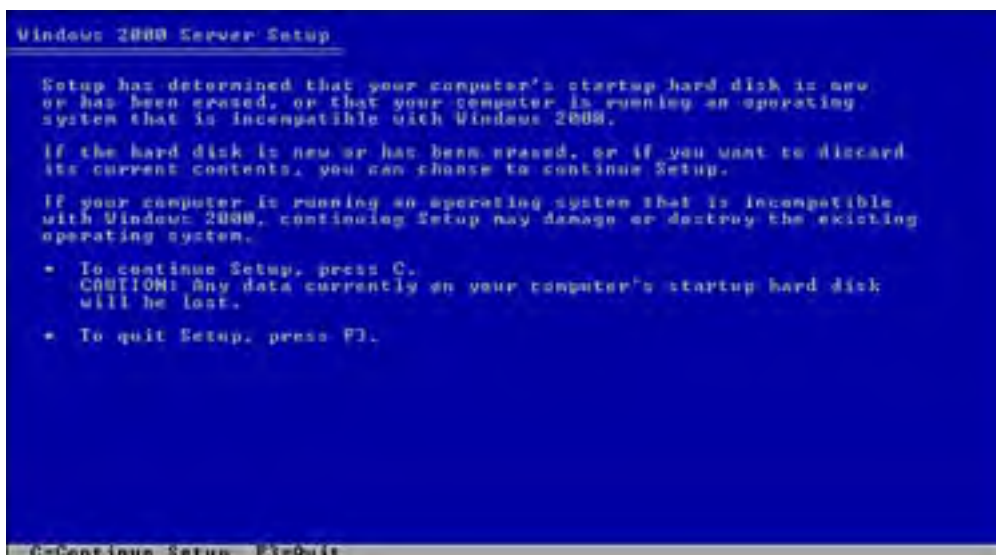 Windows 2000 Server Setup
Setup has determined that your computer's startup hard disk is new
or has been erased, or that your computer is running an operating
system that is incompatible with Windows 2000.
If the hard disk is new or has been erased, or if you want to discard
its current contents, you can choose to continue Setup.
If your computer is running an operating system that is incompatible
with Windows 2000, continuing Setup may damage or destroy the existing
operating system.
• To continue Setup, press C.
CAUTION: Any data currently on your computer's startup hard disk
will be lost.
• To quit Setup, press F3.
C=Continue Setup F3=Quit